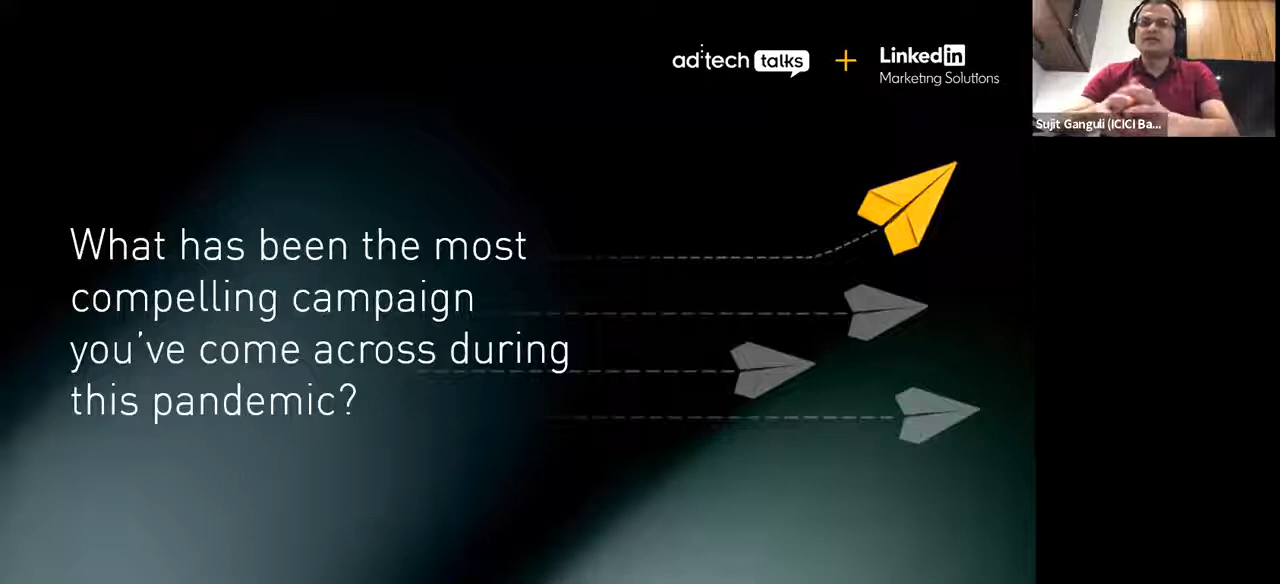 ad:tech talks + LinkedIn
Marketing Solutions
Sujit Ganguli (ICICI Ba...
What has been the most
compelling campaign
you've come across during
this pandemic?